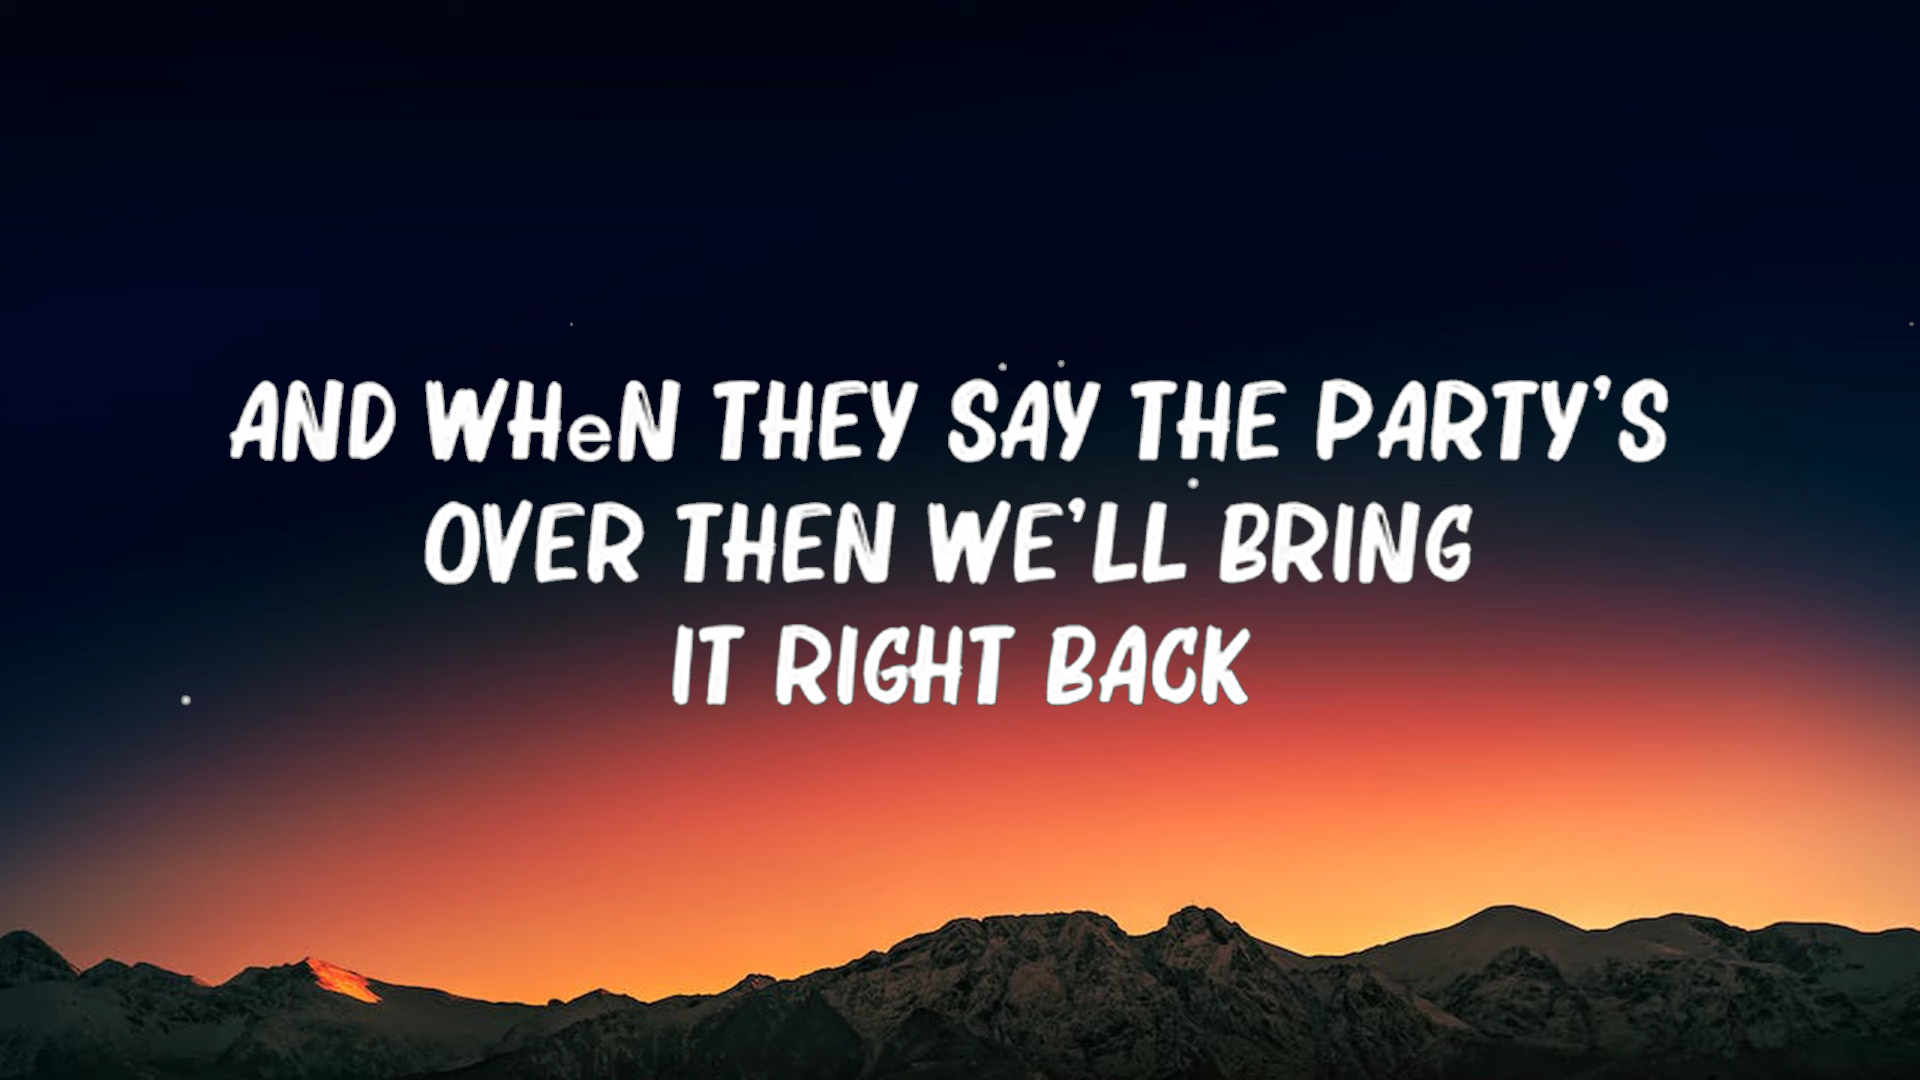 AND WHeN THEY SAY THE PARTY'S
OVER THEN WE'LL BRING
IT RIGHT BACK